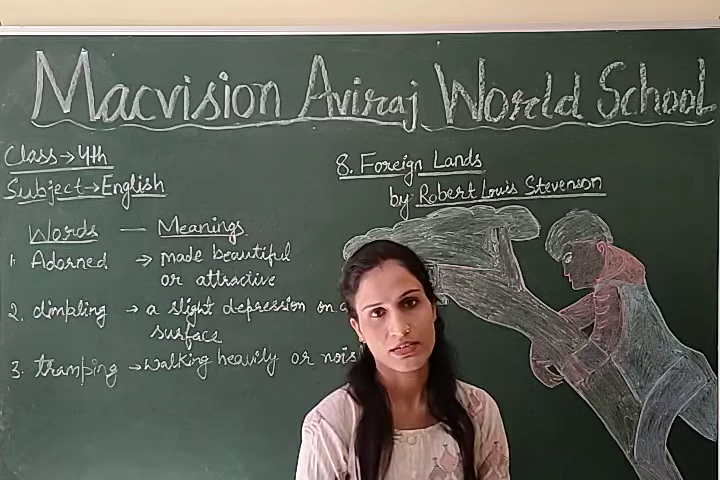 Macvision Aviraj World School
Class→4th
Subject→English
8. Foreign Lands
by Robert Louis Stevenson
Words — Meanings
1. Adorned → made beautiful
or attractive
2. dimpling → a slight depression on a
surface
3. tramping → walking heavily or